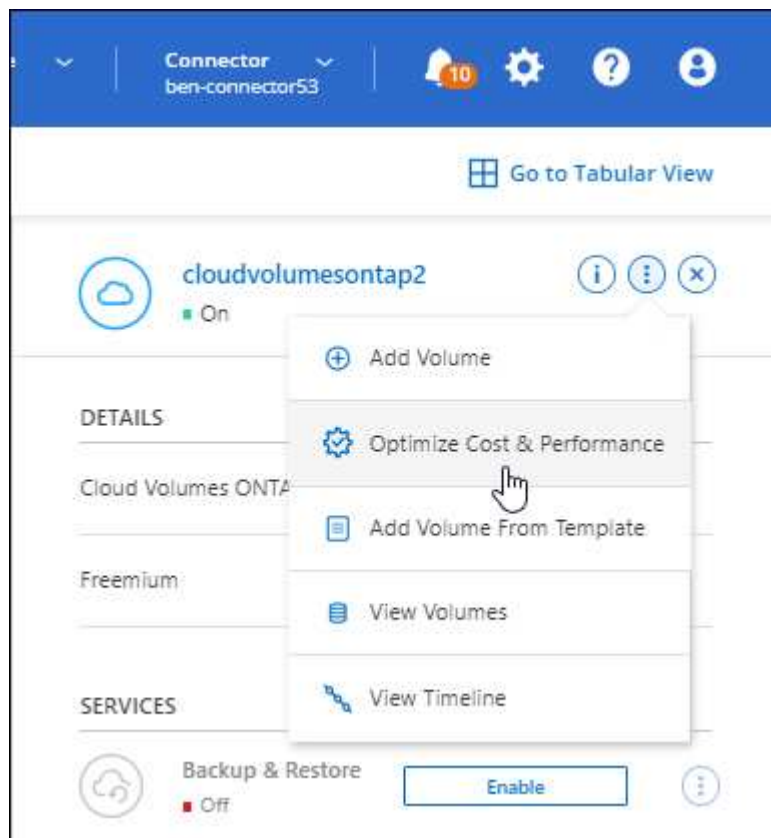 Connector
ben-connector53
10
Go to Tabular View
cloudvolumesontap2
On
Add Volume
DETAILS
Optimize Cost & Performance
Cloud Volumes ONTA
Add Volume From Template
Freemium
View Volumes
View Timeline
SERVICES
Backup & Restore
Off
Enable